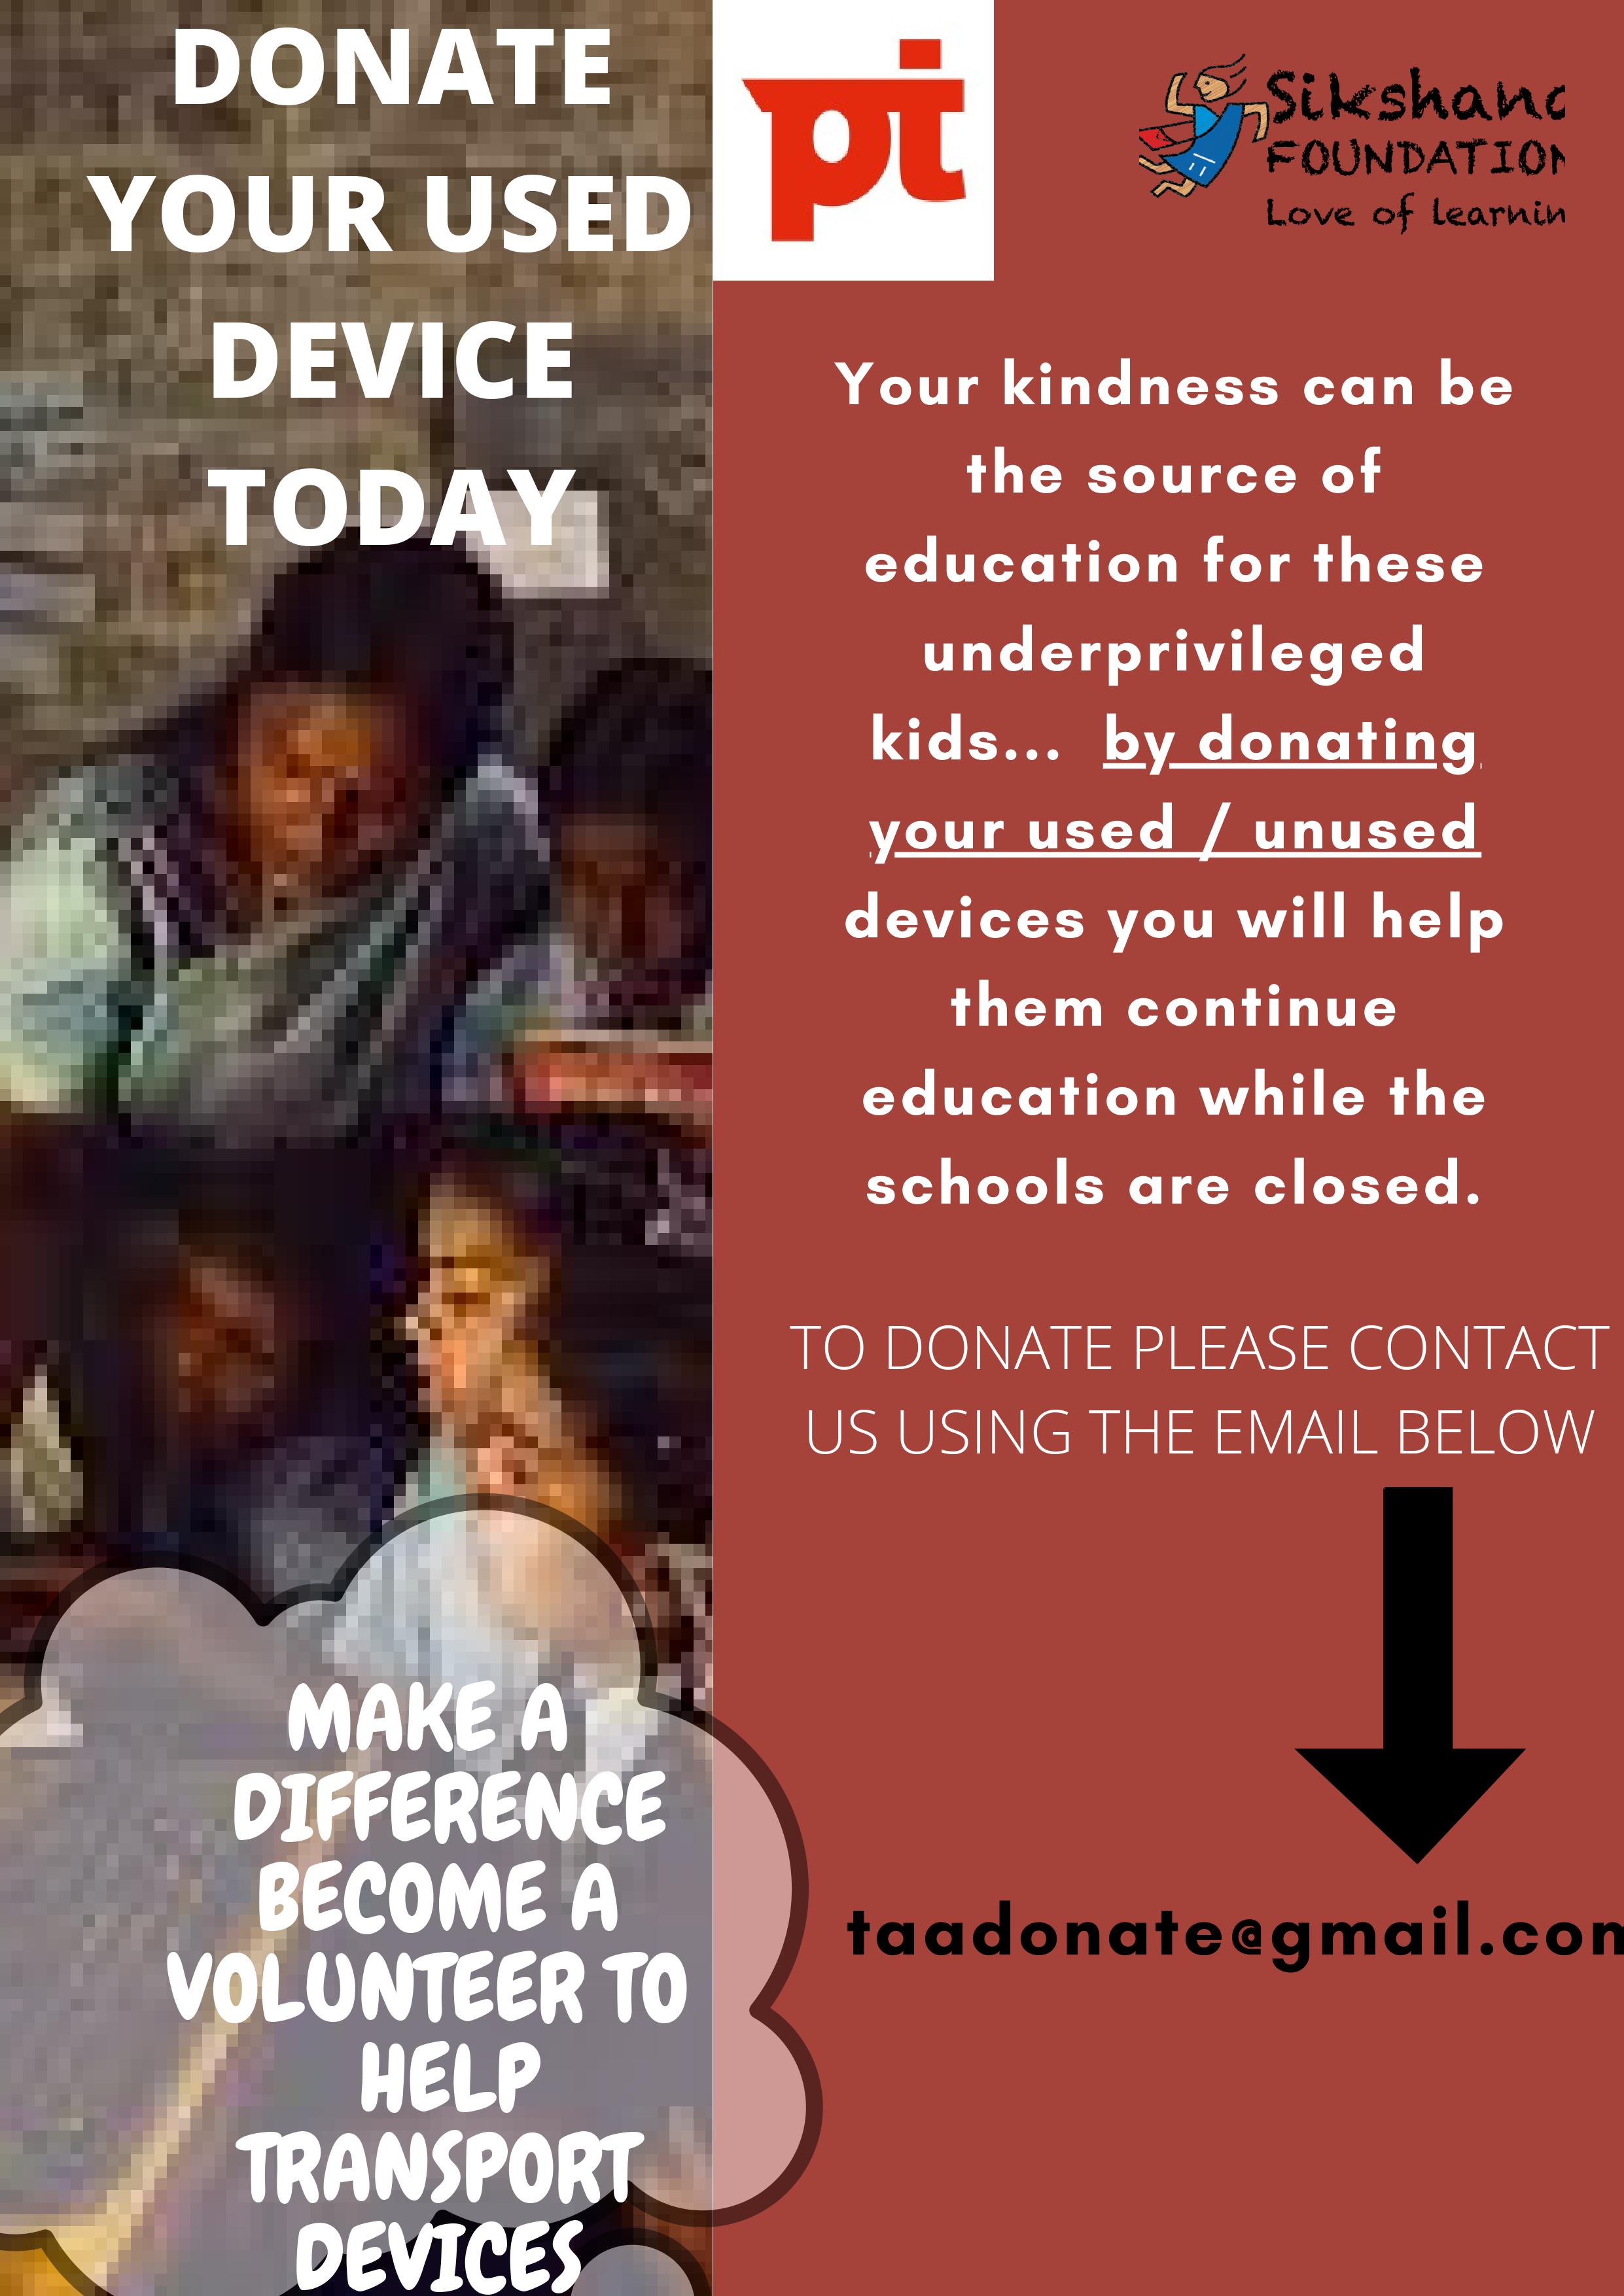 DONATE
YOUR USED
DEVICE
TODAY
pi
Sikshana
FOUNDATION
Love of learnin
Your kindness can be
the source of
education for these
underprivileged
kids... by donating
your used / unused
devices you will help
them continue
education while the
schools are closed.
TO DONATE PLEASE CONTACT
US USING THE EMAIL BELOW
taadonate@gmail.com
MAKE A
DIFFERENCE
BECOME A
VOLUNTEER TO
HELP
TRANSPORT
DEVICES